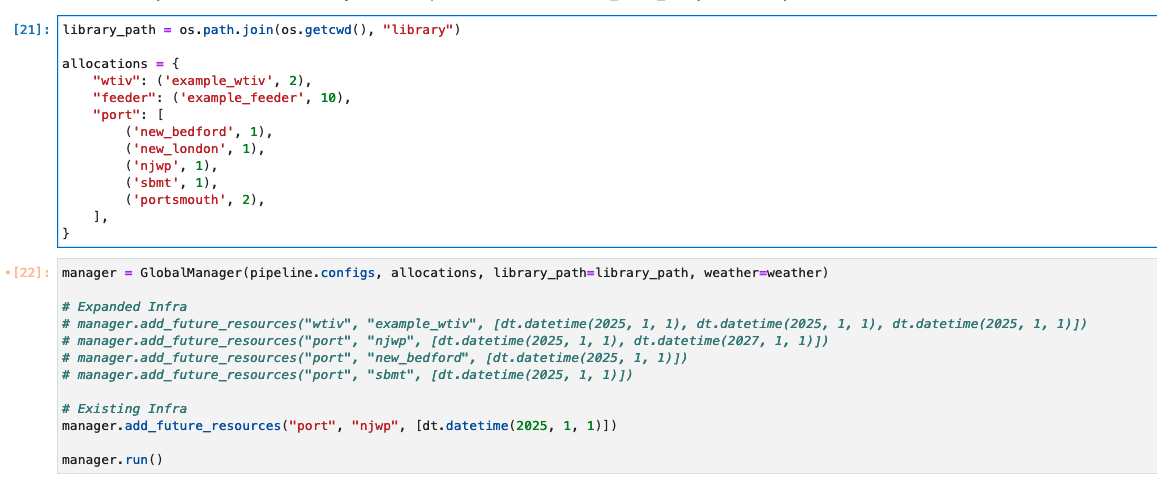 [21]: library_path = os.path.join(os.getcwd(), "library")
allocations = {
    "wtiv": ('example_wtiv', 2),
    "feeder": ('example_feeder', 10),
    "port": [
        ('new_bedford', 1),
        ('new_london', 1),
        ('njwp', 1),
        ('sbmt', 1),
        ('portsmouth', 2),
    ],
}
•[22]: manager = GlobalManager(pipeline.configs, allocations, library_path=library_path, weather=weather)
# Expanded Infra
# manager.add_future_resources("wtiv", "example_wtiv", [dt.datetime(2025, 1, 1), dt.datetime(2025, 1, 1), dt.datetime(2025, 1, 1)])
# manager.add_future_resources("port", "njwp", [dt.datetime(2025, 1, 1), dt.datetime(2027, 1, 1)])
# manager.add_future_resources("port", "new_bedford", [dt.datetime(2025, 1, 1)])
# manager.add_future_resources("port", "sbmt", [dt.datetime(2025, 1, 1)])
# Existing Infra
manager.add_future_resources("port", "njwp", [dt.datetime(2025, 1, 1)])
manager.run()